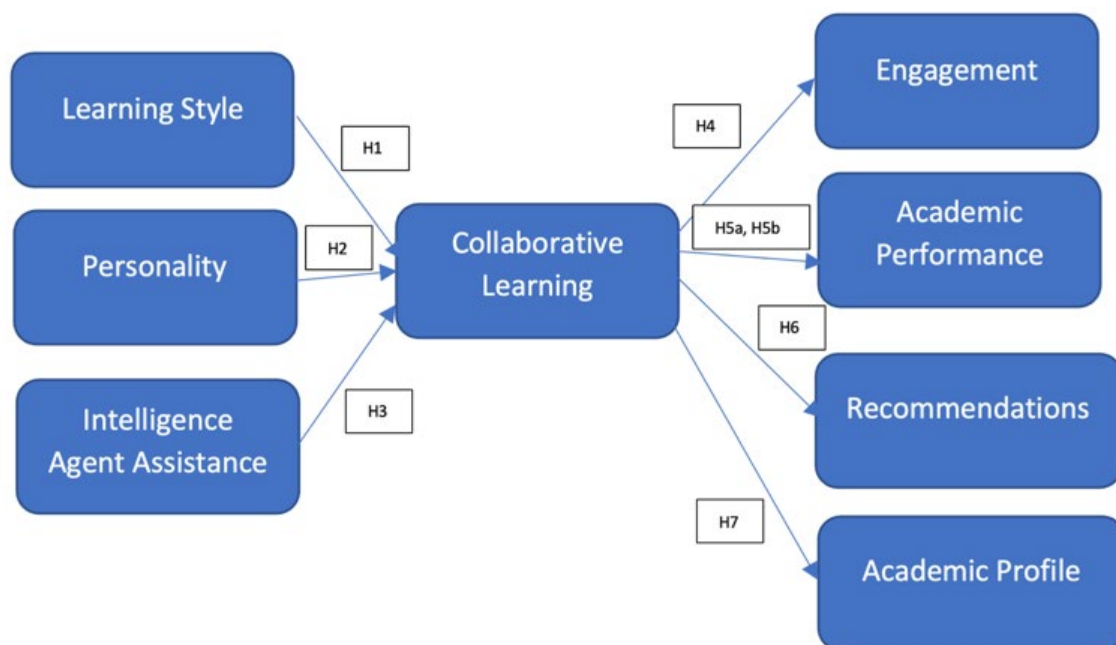 Learning Style
Personality
Intelligence
Agent Assistance
H1
H2
H3
Collaborative
Learning
H4
H5a, H5b
H6
H7
Engagement
Academic
Performance
Recommendations
Academic Profile